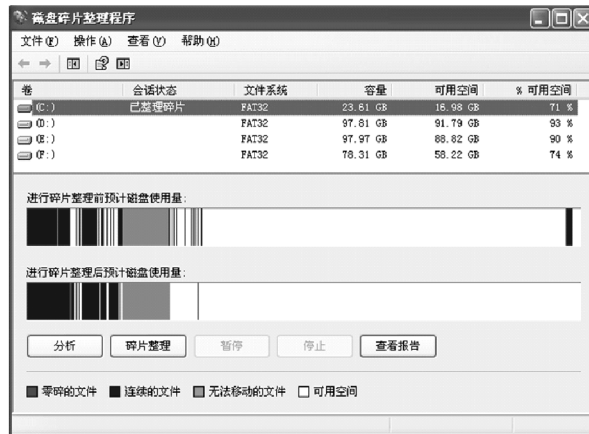 磁盘碎片整理程序
文件(F) 操作(A) 查看(V) 帮助(H)
卷 会话状态 文件系统 容量 可用空间 % 可用空间
(C:) 已整理碎片 FAT32 23.61 GB 16.98 GB 71 %
(D:) FAT32 97.81 GB 91.79 GB 93 %
(E:) FAT32 97.97 GB 88.82 GB 90 %
(F:) FAT32 78.31 GB 58.22 GB 74 %
进行碎片整理前预计磁盘使用量:
进行碎片整理后预计磁盘使用量:
分析 碎片整理 暂停 停止 查看报告
零碎的文件 连续的文件 无法移动的文件 可用空间